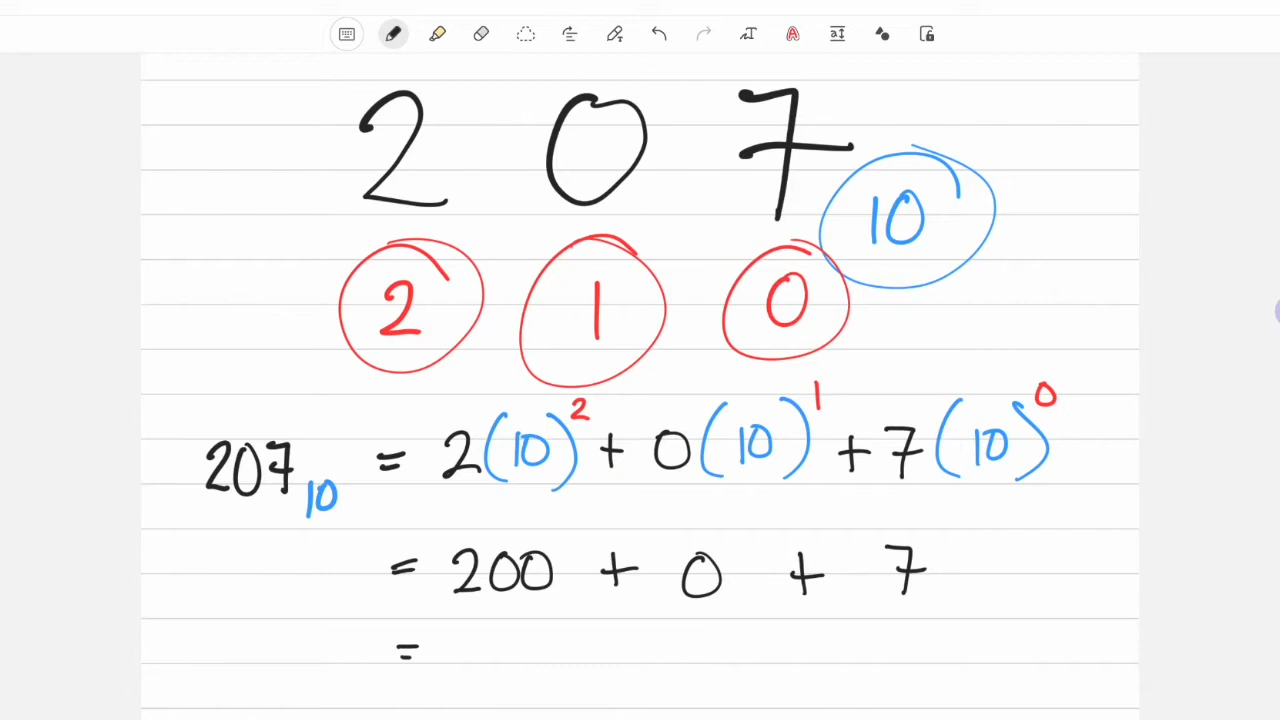 2 0 7 10
2 1 0
207₁₀ = 2(10)² + 0(10)¹ + 7(10)⁰
= 200 + 0 + 7
=